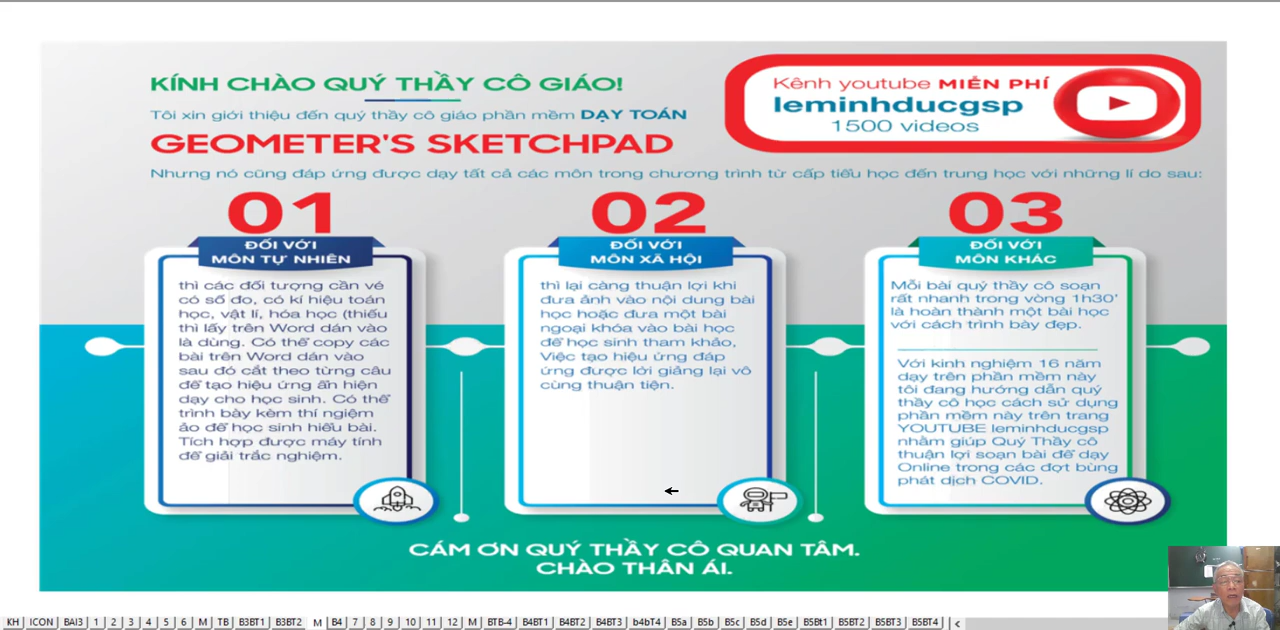 KÍNH CHÀO QUÝ THẦY CÔ GIÁO!
Tôi xin giới thiệu đến quý thầy cô giáo phần mềm DẠY TOÁN
GEOMETER'S SKETCHPAD
Kênh youtube MIỄN PHÍ
leminhducgsp
1500 videos
Nhưng nó cũng đáp ứng được dạy tất cả các môn trong chương trình từ cấp tiểu học đến trung học với những lí do sau:
01
ĐỐI VỚI
MÔN TỰ NHIÊN
thì các đối tượng cần vẽ
có số đo, có kí hiệu toán
học, vật lí, hóa học (thiếu
thì lấy trên Word dán vào
là dùng. Có thể copy các
bài trên Word dán vào
sau đó cắt theo từng câu
để tạo hiệu ứng ẩn hiện
dạy cho học sinh. Có thể
trình bày kèm thí ngiệm
ảo để học sinh hiểu bài.
Tích hợp được máy tính
để giải trắc nghiệm.
02
ĐỐI VỚI
MÔN XÃ HỘI
thì lại càng thuận lợi khi
đưa ảnh vào nội dung bài
học hoặc đưa một bài
ngoại khóa vào bài học
để học sinh tham khảo,
Việc tạo hiệu ứng đáp
ứng được lời giảng lại vô
cùng thuận tiện.
03
ĐỐI VỚI
MÔN KHÁC
Mỗi bài quý thầy cô soạn
rất nhanh trong vòng 1h30'
là hoàn thành một bài học
với cách trình bày đẹp.
Với kinh nghiệm 16 năm
dạy trên phần mềm này
tôi đang hướng dẫn quý
thầy cô học cách sử dụng
phần mềm này trên trang
YOUTUBE leminhducgsp
nhằm giúp Quý Thầy cô
thuận lợi soạn bài để dạy
Online trong các đợt bùng
phát dịch COVID.
CÁM ƠN QUÝ THẦY CÔ QUAN TÂM.
CHÀO THÂN ÁI.
KH ICON BAI3 1 2 3 4 5 6 M TB B3BT1 B3BT2 M B4 7 8 9 10 11 12 M BTB-4 B4BT1 B4BT2 B4BT3 b4bT4 B5a B5b B5c B5d B5e B5Bt1 B5BT2 B5BT3 B5BT4